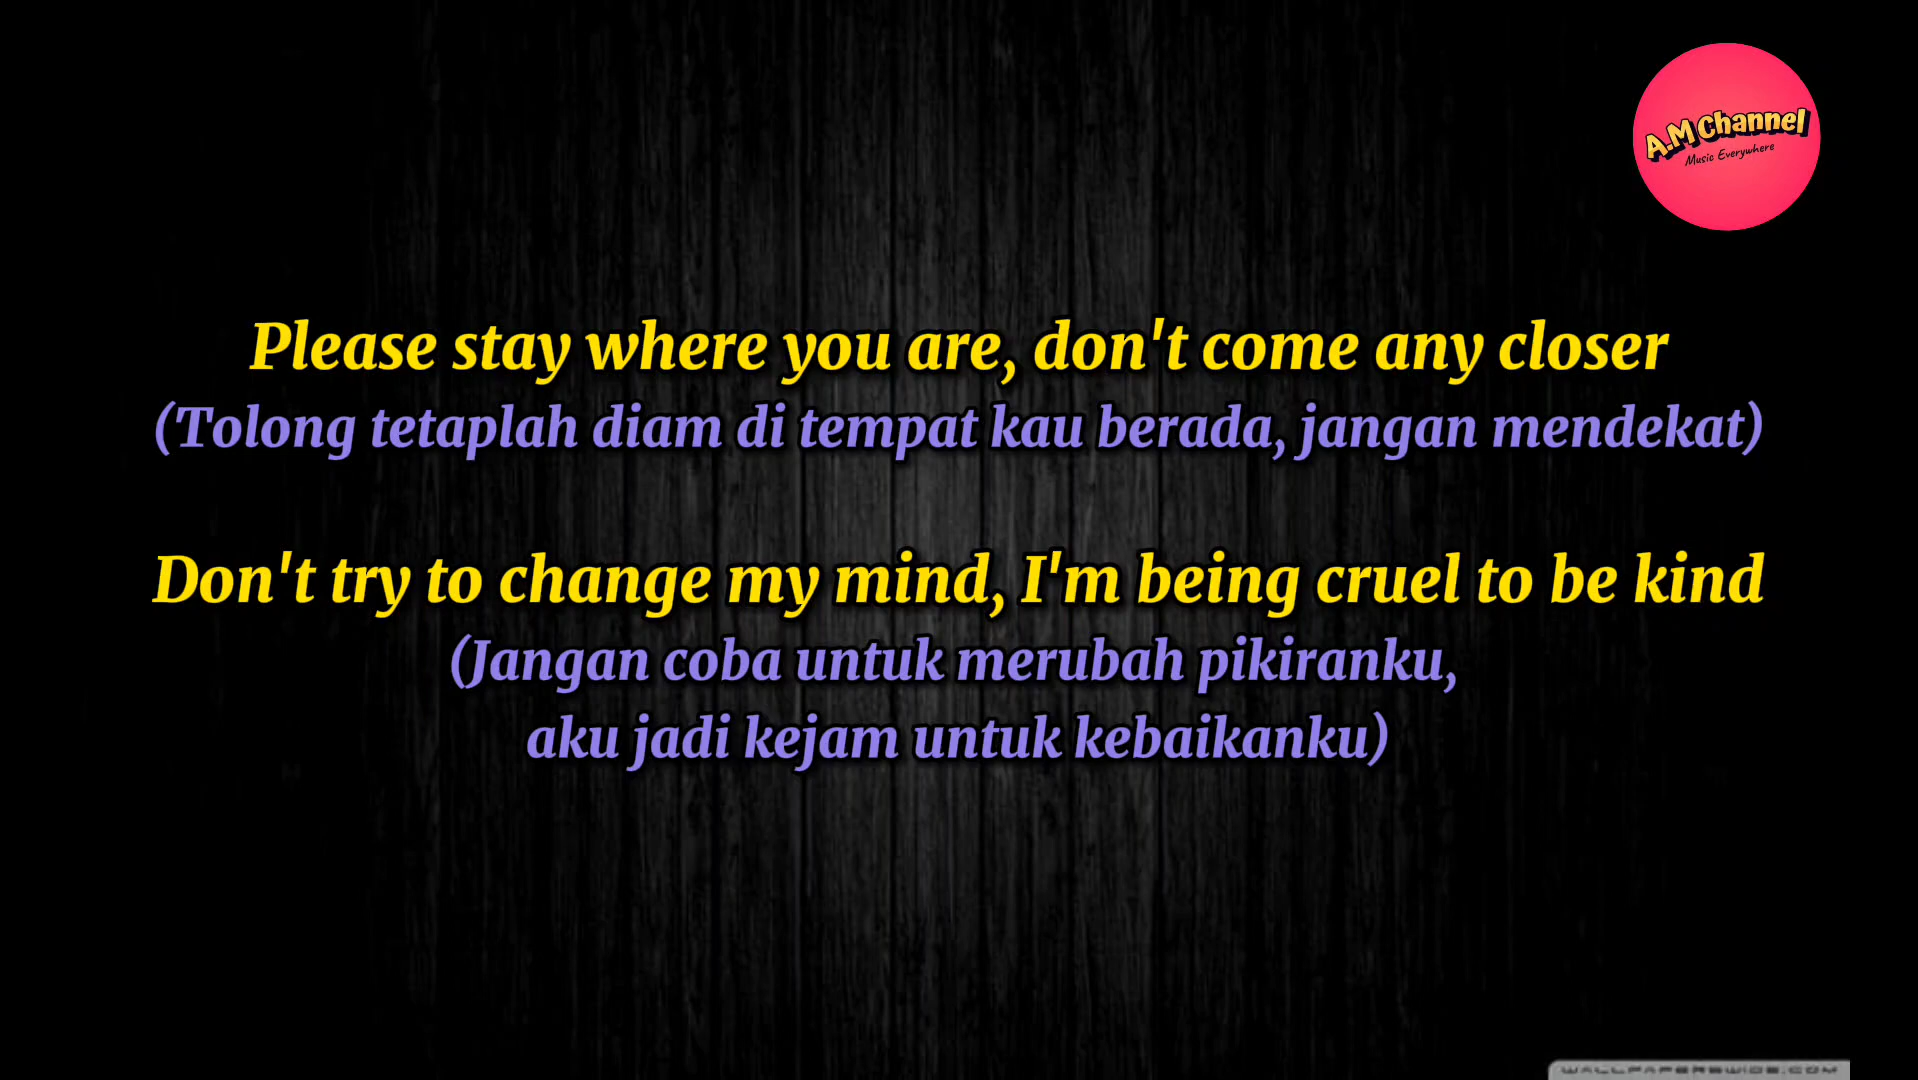 A.M Channel
Music Everywhere
Please stay where you are, don't come any closer
(Tolong tetaplah diam di tempat kau berada, jangan mendekat)
Don't try to change my mind, I'm being cruel to be kind
(Jangan coba untuk merubah pikiranku,
aku jadi kejam untuk kebaikanku)
WALLPAPERSWIDE.COM